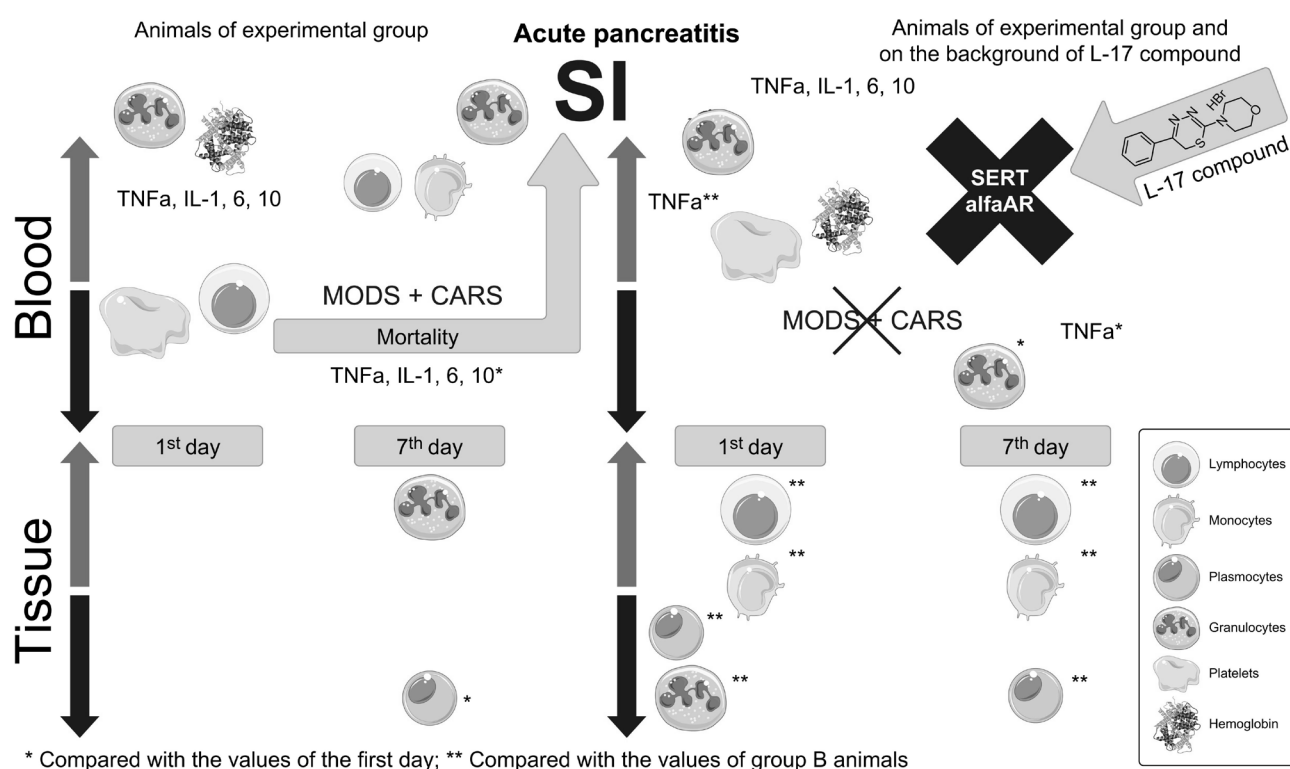 Animals of experimental group
Acute pancreatitis
SI
Animals of experimental group and
on the background of L-17 compound
TNFa, IL-1, 6, 10
HBr
N
N
N
O
S
L-17 compound
SERT
alfaAR
TNFa, IL-1, 6, 10
TNFa**
Blood
MODS + CARS
Mortality
TNFa, IL-1, 6, 10*
MODS + CARS
TNFa*
*
1st day
7th day
1st day
7th day
Tissue
**
**
**
**
**
**
*
**
**
Lymphocytes
Monocytes
Plasmocytes
Granulocytes
Platelets
Hemoglobin
* Compared with the values of the first day; ** Compared with the values of group B animals